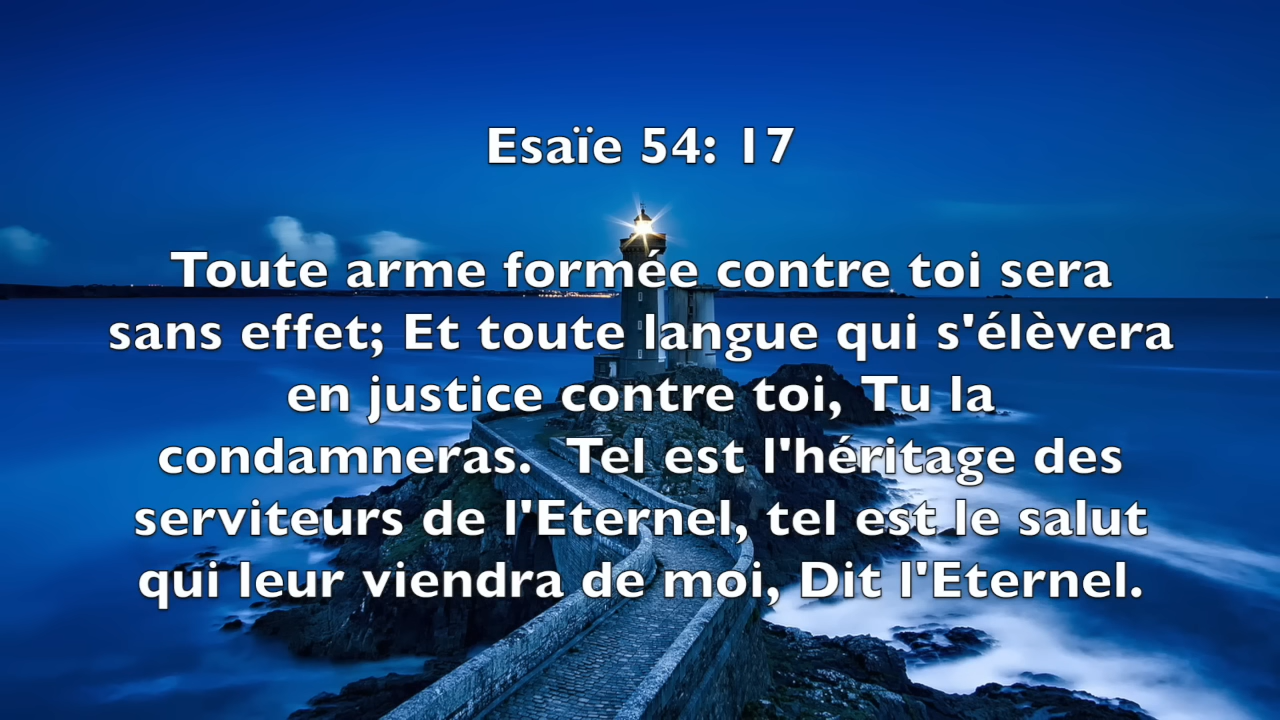 Esaïe 54: 17
Toute arme formée contre toi sera
sans effet; Et toute langue qui s'élèvera
en justice contre toi, Tu la
condamneras.  Tel est l'héritage des
serviteurs de l'Eternel, tel est le salut
qui leur viendra de moi, Dit l'Eternel.